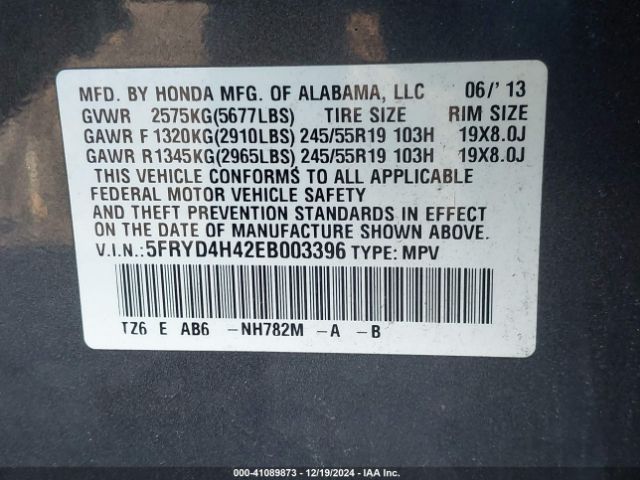 MFD. BY HONDA MFG. OF ALABAMA, LLC 06/'13
GVWR 2575KG(5677LBS) TIRE SIZE RIM SIZE
GAWR F1320KG(2910LBS)245/55R19 103H 19X8.0J
GAWR R1345KG(2965LBS)245/55R19 103H 19X8.0J
THIS VEHICLE CONFORMS TO ALL APPLICABLE
FEDERAL MOTOR VEHICLE SAFETY
AND THEFT PREVENTION STANDARDS IN EFFECT
ON THE DATE OF MANUFACTURE SHOWN ABOVE.
V.I.N.:5FRYD4H42EB003396 TYPE: MPV
TZ6 E AB6 -NH782M -A -B
000-41089873 - 12/19/2024 - IAA Inc.